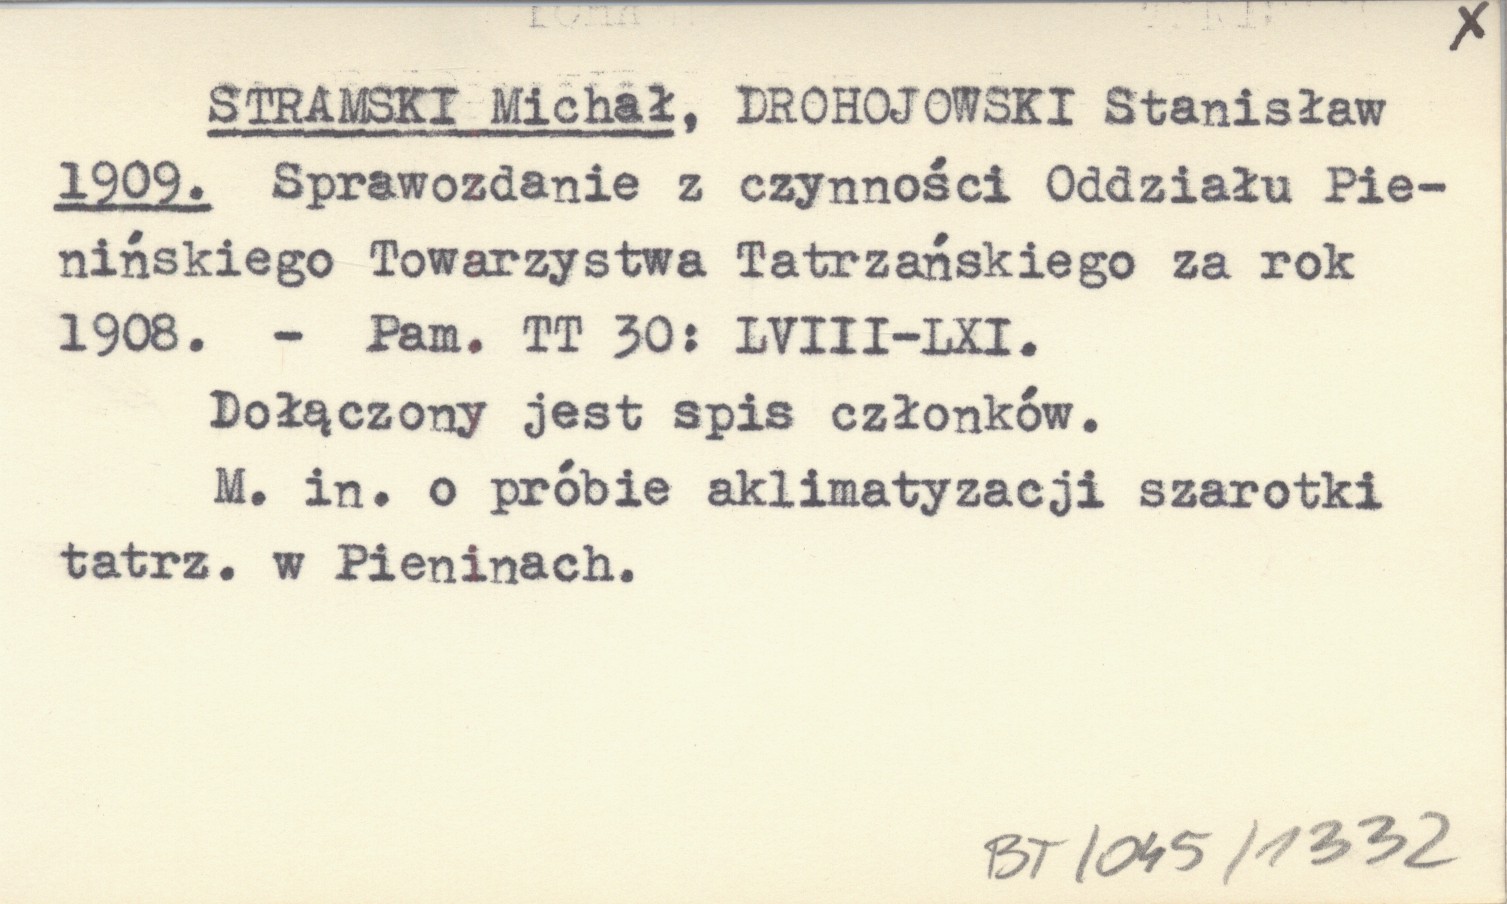 x
STRAMSKI Michał, DROHOJOWSKI Stanisław
1909. Sprawozdanie z czynności Oddziału Pie-
nińskiego Towarzystwa Tatrzańskiego za rok
1908. - Pam. TT 30: LVIII-LXI.
Dołączony jest spis członków.
M. in. o próbie aklimatyzacji szarotki
tatrz. w Pieninach.
BT/045/1332